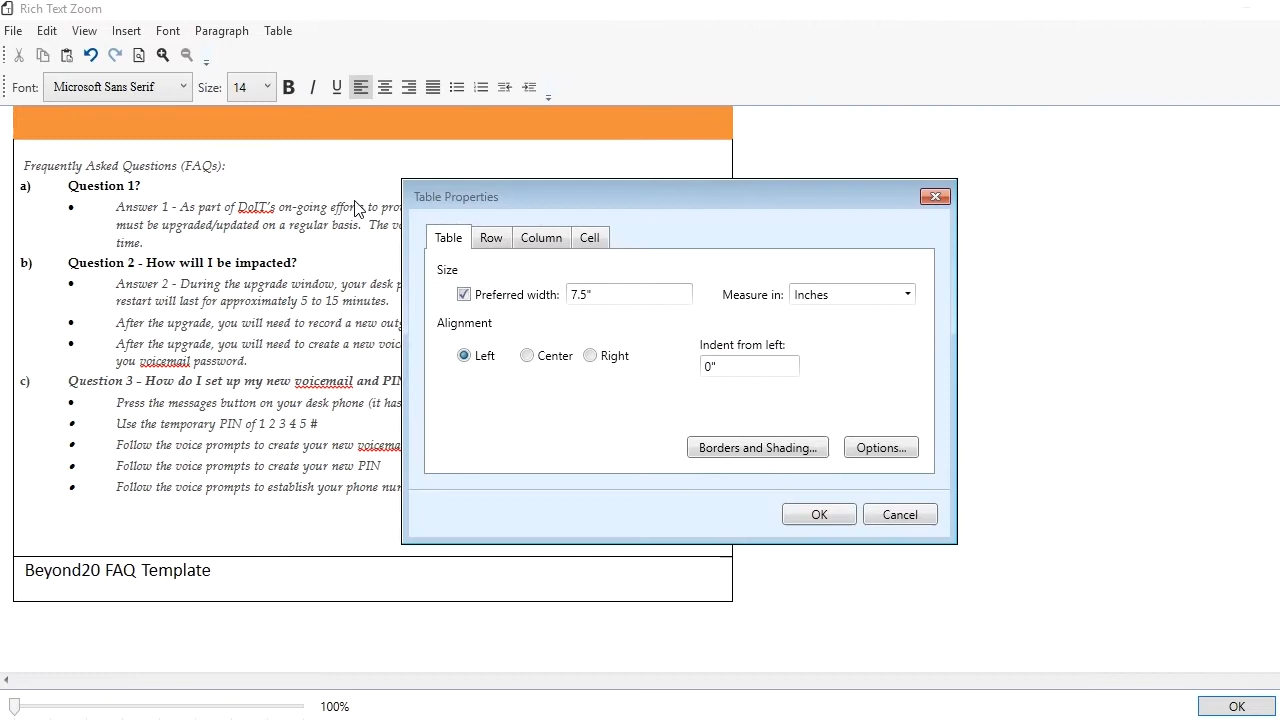 Rich Text Zoom
File Edit View Insert Font Paragraph Table
Font: Microsoft Sans Serif Size: 14 B I U
Frequently Asked Questions (FAQs):
a) Question 1?
• Answer 1 - As part of DoIT's on-going efforts to
must be upgraded/updated on a regular basis. The
time.
b) Question 2 - How will I be impacted?
• Answer 2 - During the upgrade window, your desk
restart will last for approximately 5 to 15 minutes.
• After the upgrade, you will need to record a new
• After the upgrade, you will need to create a new
you voicemail password.
c) Question 3 - How do I set up my new voicemail and PIN
• Press the messages button on your desk phone (it has
• Use the temporary PIN of 1 2 3 4 5 #
• Follow the voice prompts to create your new
• Follow the voice prompts to create your new PIN
• Follow the voice prompts to establish your phone
Beyond20 FAQ Template
Table Properties
Table Row Column Cell
Size
Preferred width: 7.5" Measure in: Inches
Alignment
Left Center Right
Indent from left:
0"
Borders and Shading... Options...
OK Cancel
100%
OK